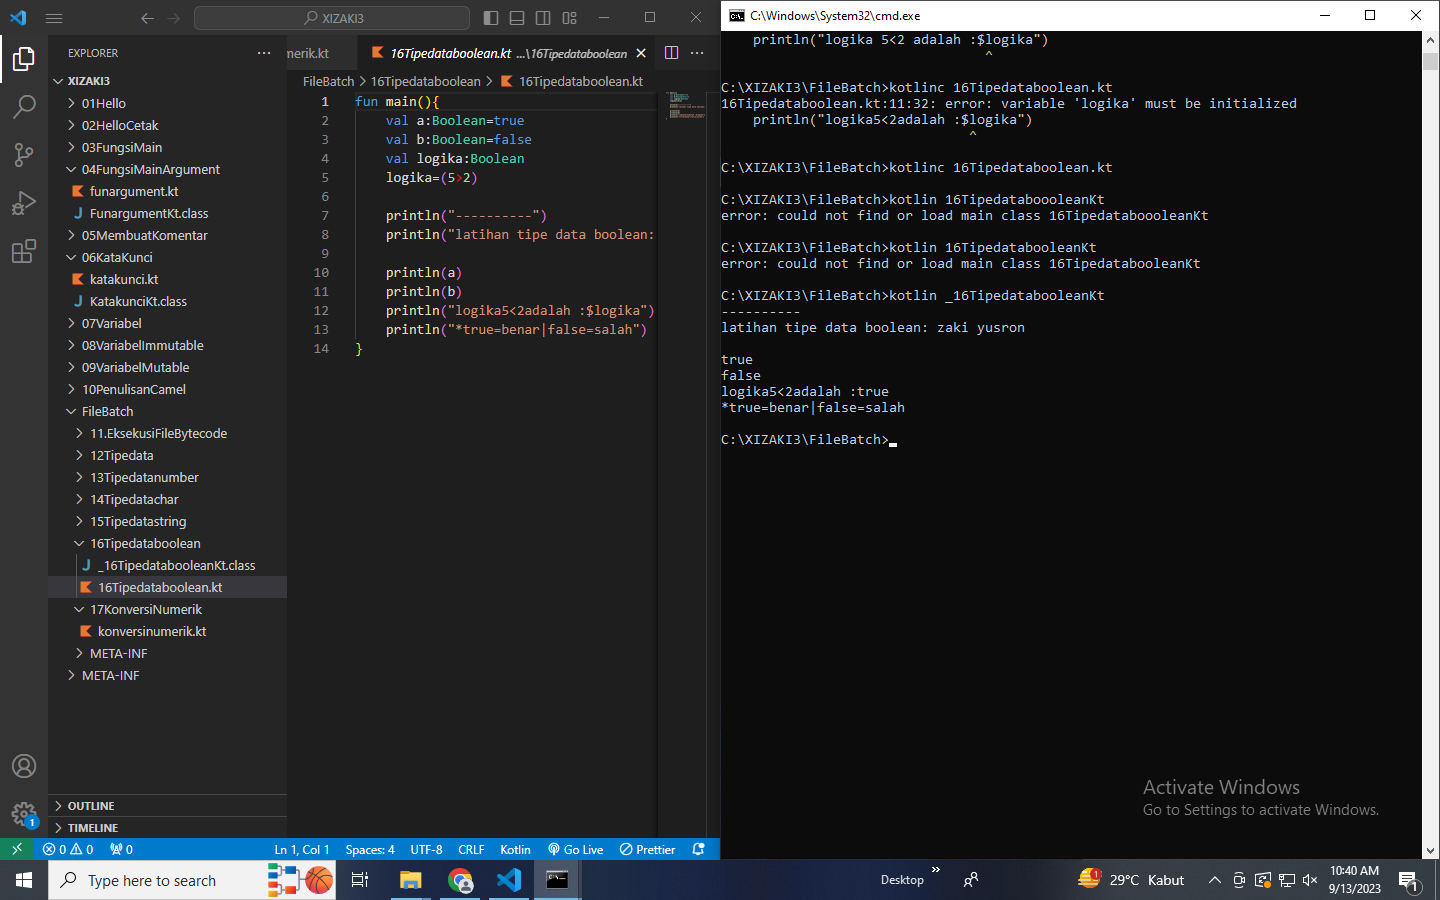 XIZAKI3
EXPLORER
XIZAKI3
01Hello
02HelloCetak
03FungsiMain
04FungsiMainArgument
funargument.kt
FunargumentKt.class
05MembuatKomentar
06KataKunci
katakunci.kt
KatakunciKt.class
07Variabel
08VariabelImmutable
09VariabelMutable
10PenulisanCamel
FileBatch
11.EksekusiFileBytecode
12Tipedata
13Tipedatanumber
14Tipedatachar
15Tipedatastring
16Tipedataboolean
_16TipedatabooleanKt.class
16Tipedataboolean.kt
17KonversiNumerik
konversinumerik.kt
META-INF
META-INF
OUTLINE
TIMELINE
merik.kt
16Tipedataboolean.kt ...\16Tipedataboolean
FileBatch > 16Tipedataboolean > 16Tipedataboolean.kt
1 fun main(){
2 val a:Boolean=true
3 val b:Boolean=false
4 val logika:Boolean
5 logika=(5>2)
6
7 println("----------")
8 println("latihan tipe data boolean:
9
10 println(a)
11 println(b)
12 println("logika5<2adalah :$logika")
13 println("*true=benar|false=salah")
14 }
0 0 0 Ln 1, Col 1 Spaces: 4 UTF-8 CRLF Kotlin Go Live Prettier
1
C:\Windows\System32\cmd.exe
println("logika 5<2 adalah :$logika")
^
C:\XIZAKI3\FileBatch>kotlinc 16Tipedataboolean.kt
16Tipedataboolean.kt:11:32: error: variable 'logika' must be initialized
println("logika5<2adalah :$logika")
^
C:\XIZAKI3\FileBatch>kotlinc 16Tipedataboolean.kt
C:\XIZAKI3\FileBatch>kotlin 16TipedataboooleanKt
error: could not find or load main class 16TipedataboooleanKt
C:\XIZAKI3\FileBatch>kotlin 16TipedatabooleanKt
error: could not find or load main class 16TipedatabooleanKt
C:\XIZAKI3\FileBatch>kotlin _16TipedatabooleanKt
----------
latihan tipe data boolean: zaki yusron
true
false
logika5<2adalah :true
*true=benar|false=salah
C:\XIZAKI3\FileBatch>
Activate Windows
Go to Settings to activate Windows.
Type here to search
Desktop
»
1
29°C Kabut
10:40 AM
9/13/2023
1